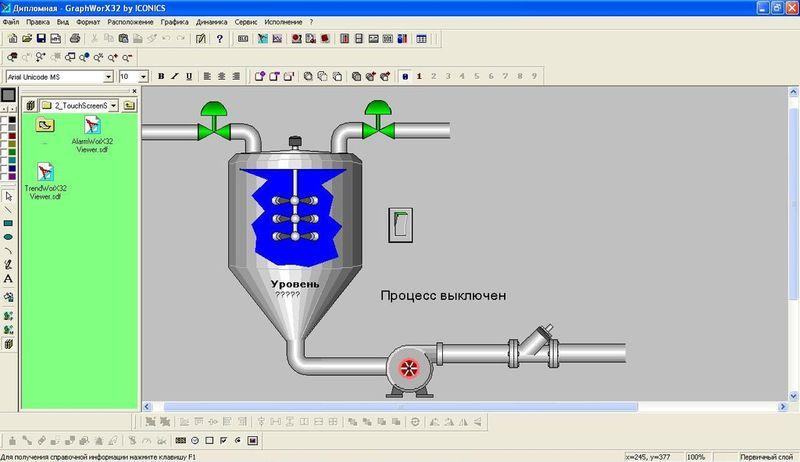 Дипломная - GraphWorX32 by ICONICS
Файл Правка Вид Формат Расположение Графика Динамика Сервис Исполнение ?
Arial Unicode MS 10 B I U 0 1 2 3 4 5 6 7 8 9
2_TouchScreenS
..
AlarmWorX32 Viewer.sdf
TrendWorX32 Viewer.sdf
A
Уровень
?????
Процесс выключен
Для получения справочной информации нажмите клавишу F1 x=245, y=377 100% Первичный слой